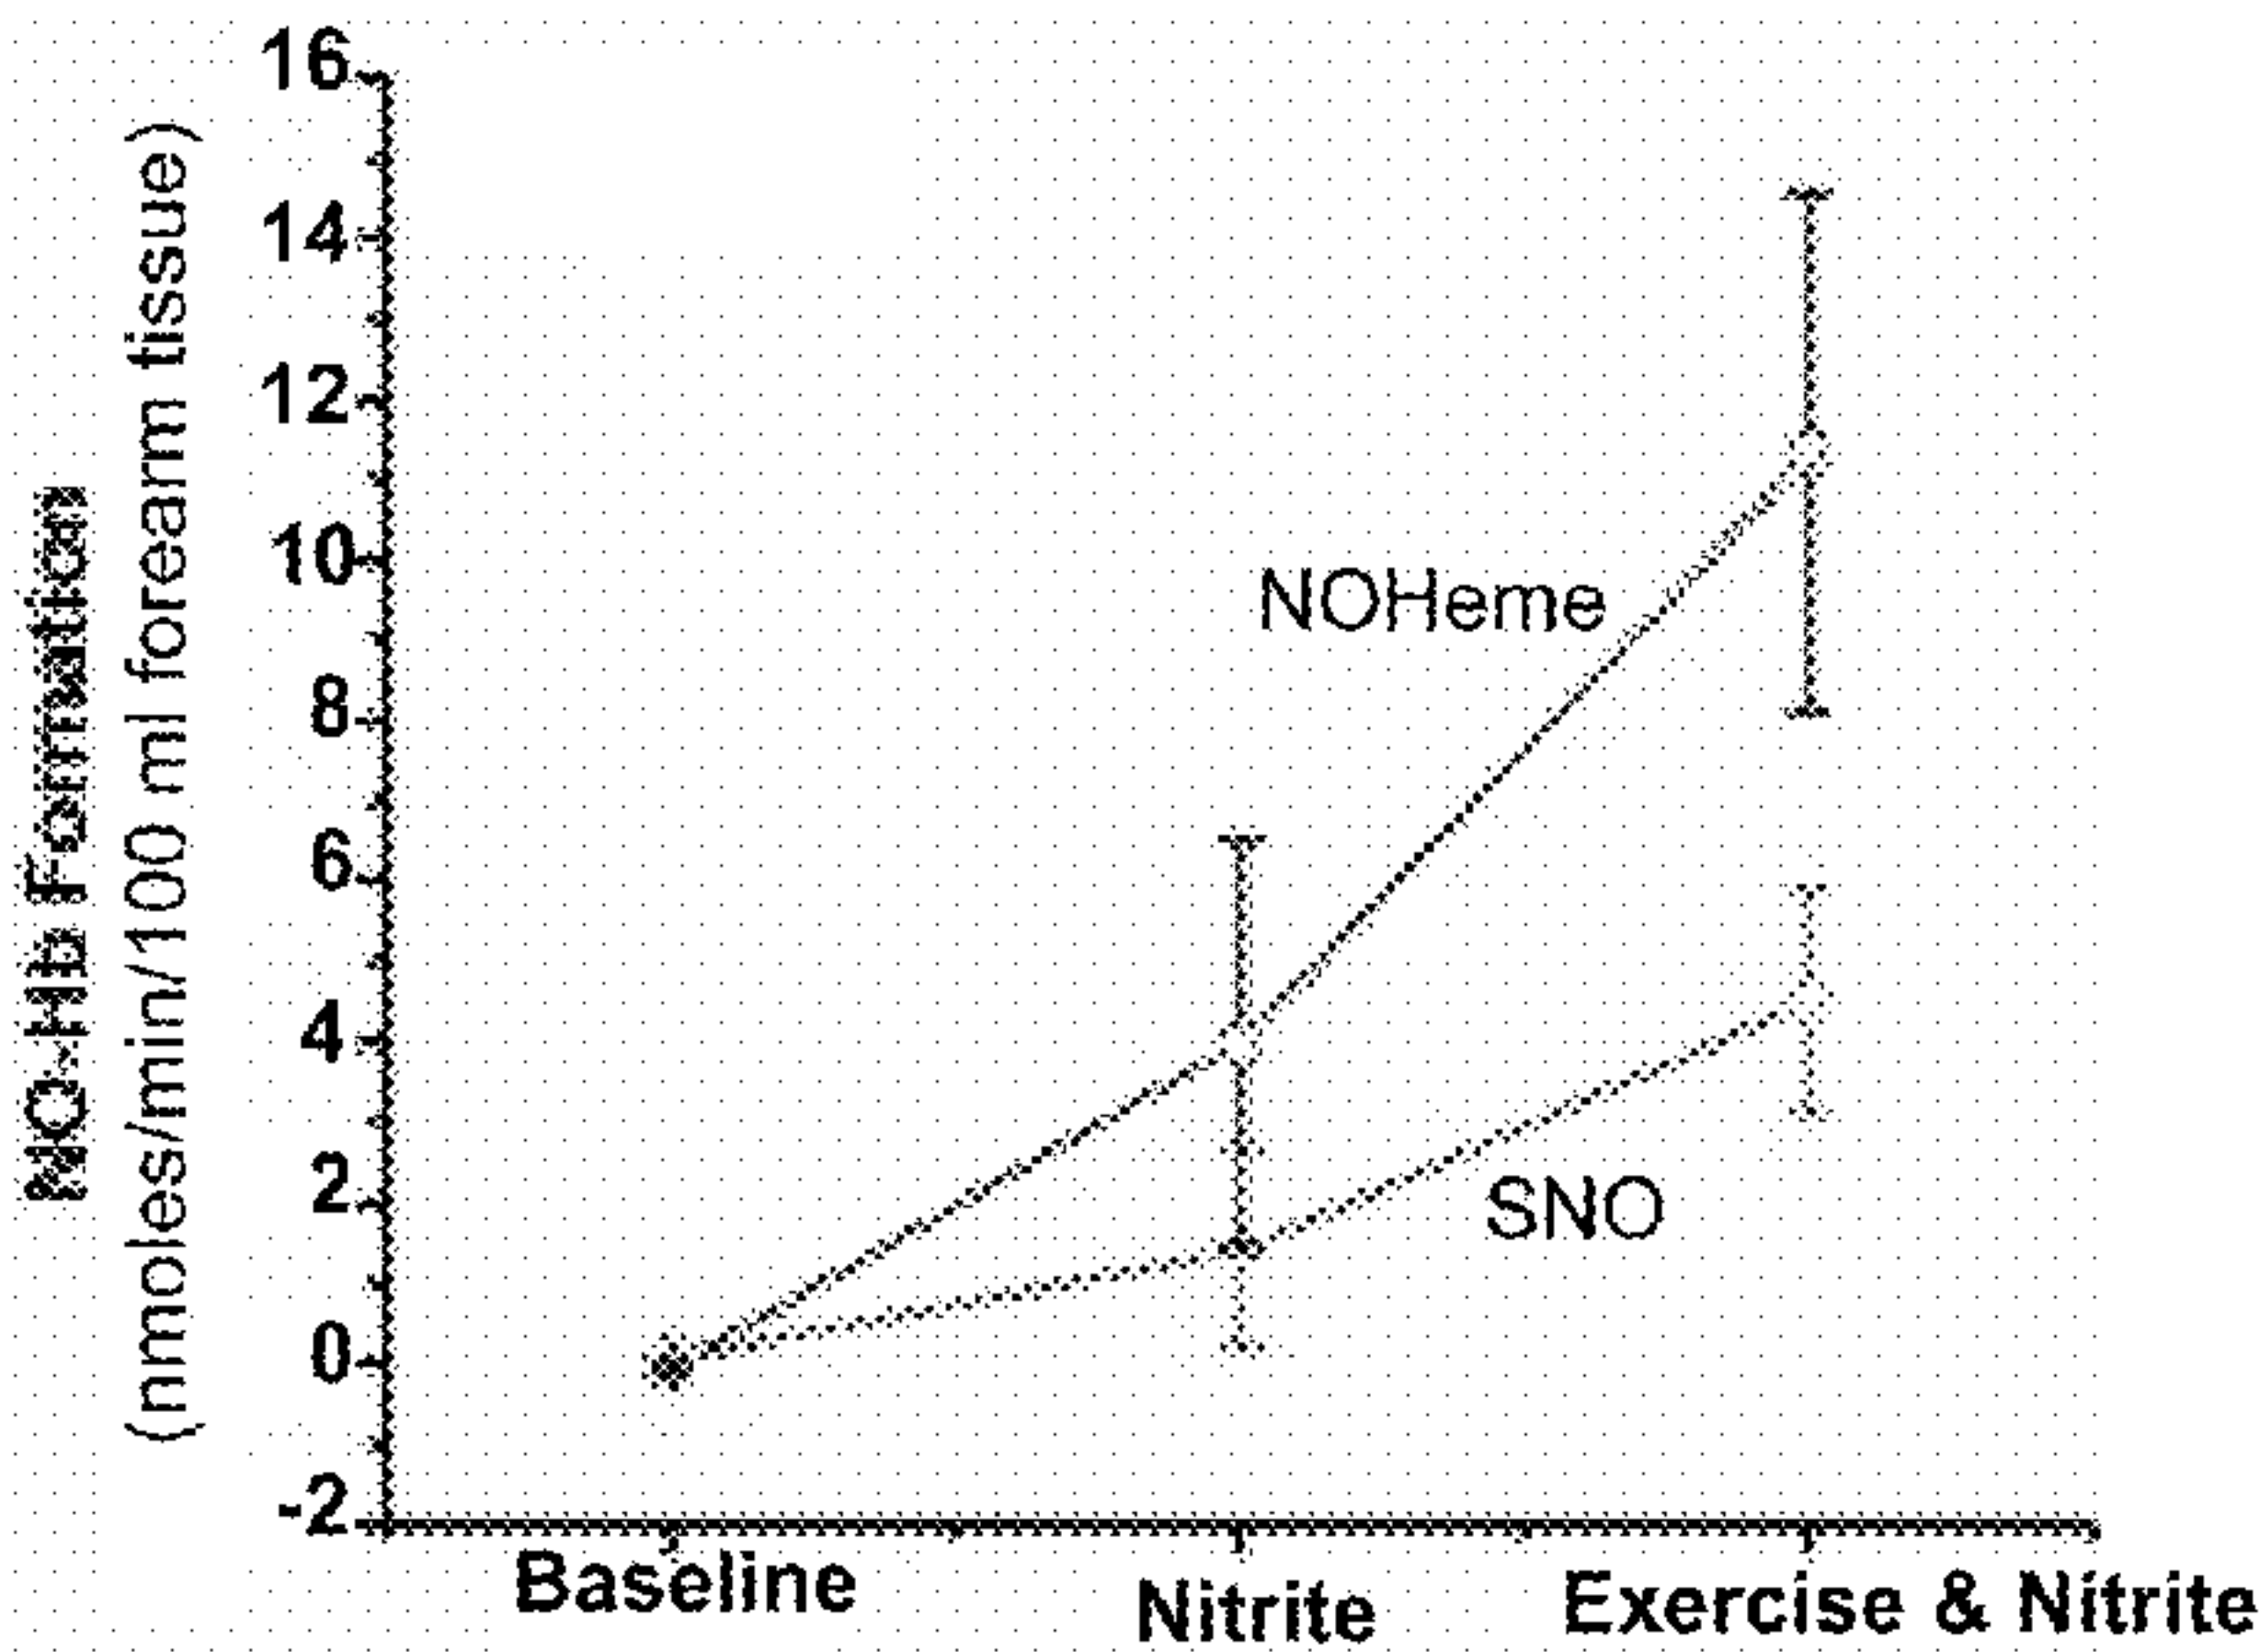 NO-Hb Formation
(nmoles/min/100 ml forearm tissue)
16
14
12
10
8
6
4
2
0
-2
NOHeme
SNO
Baseline
Nitrite
Exercise & Nitrite